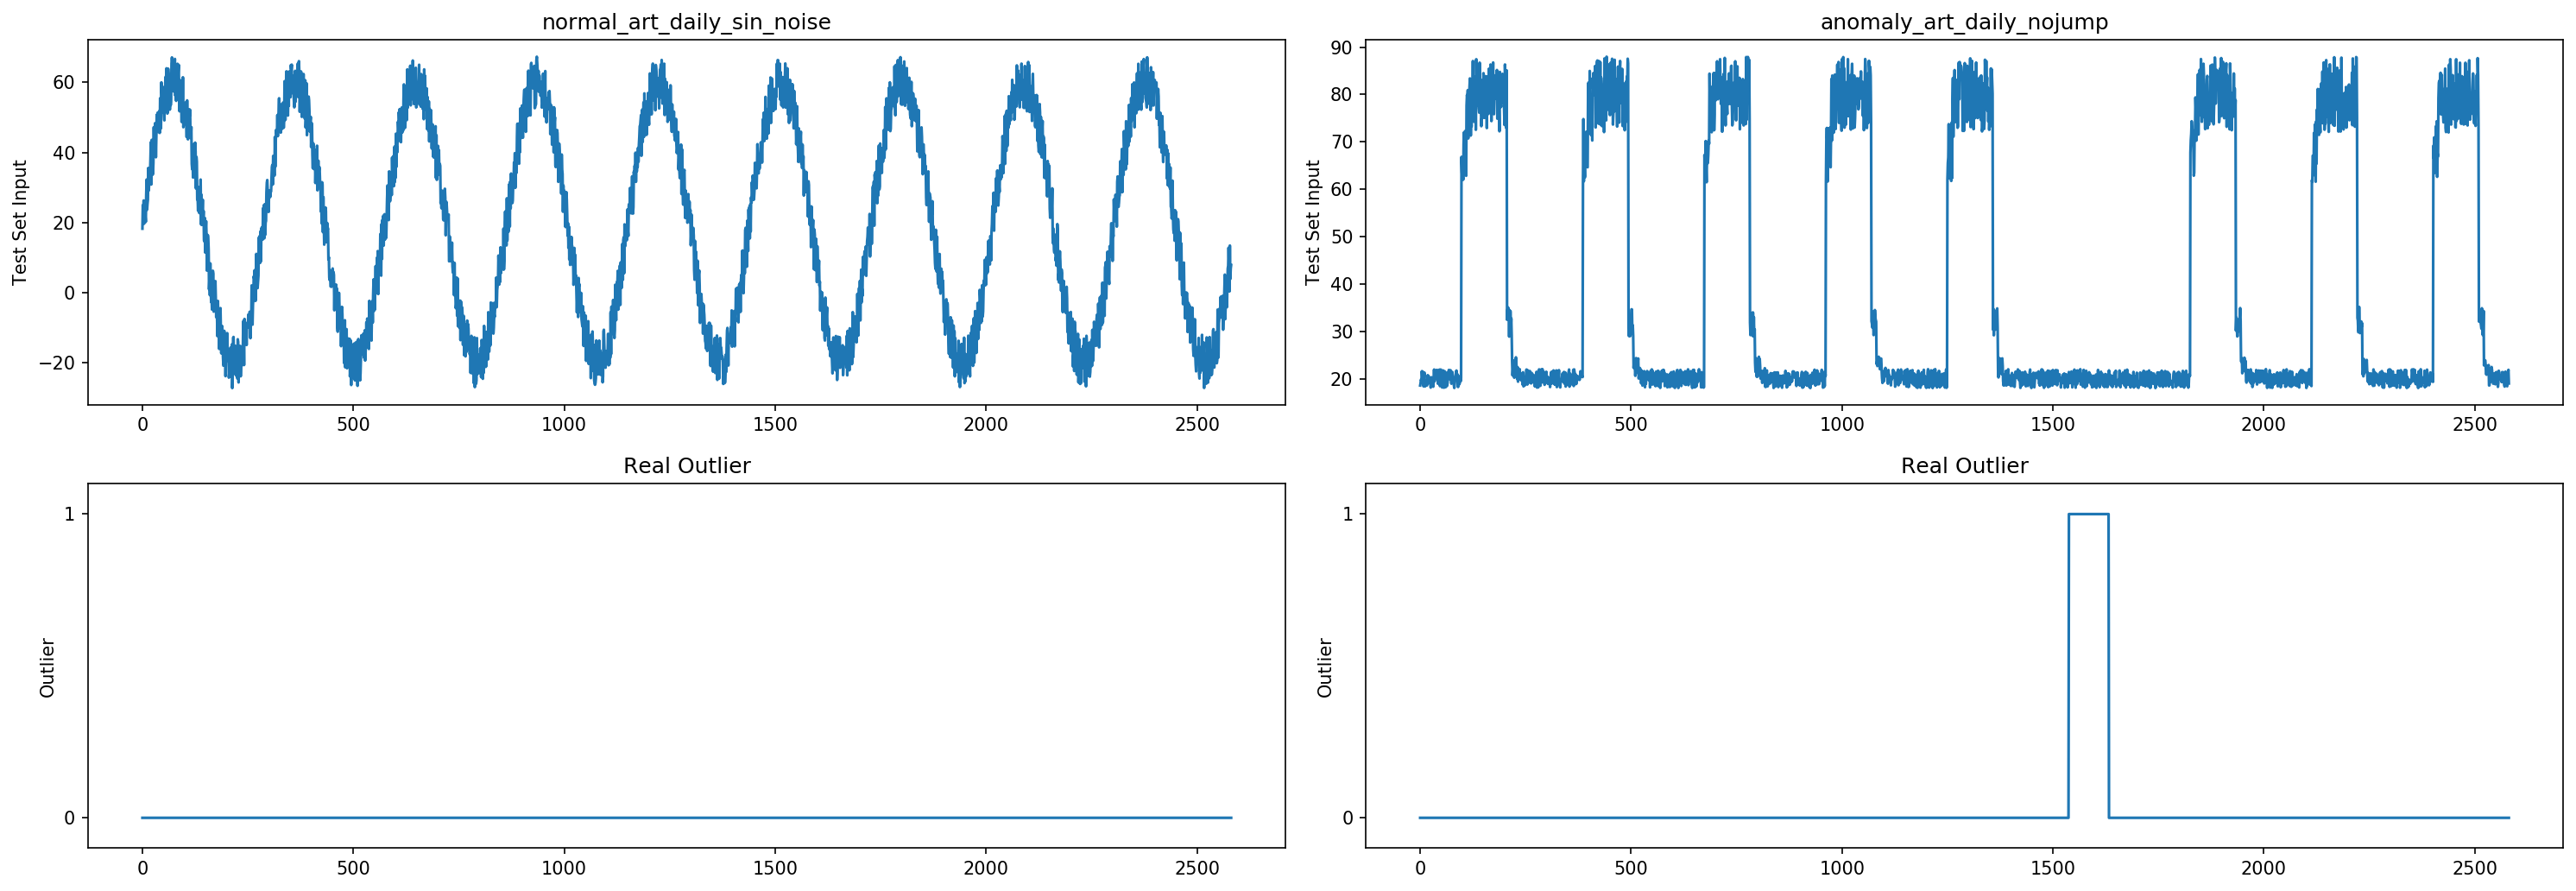 normal_art_daily_sin_noise
Test Set Input
60
40
20
0
−20
0 500 1000 1500 2000 2500
anomaly_art_daily_nojump
Test Set Input
90
80
70
60
50
40
30
20
0 500 1000 1500 2000 2500
Real Outlier
Outlier
1
0
0 500 1000 1500 2000 2500
Real Outlier
Outlier
1
0
0 500 1000 1500 2000 2500